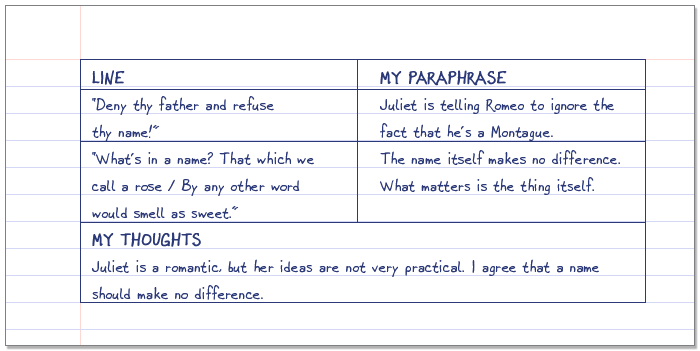 LINE
MY PARAPHRASE
"Deny thy father and refuse
thy name!"
Juliet is telling Romeo to ignore the
fact that he's a Montague.
"What's in a name? That which we
call a rose / By any other word
would smell as sweet."
The name itself makes no difference.
What matters is the thing itself.
MY THOUGHTS
Juliet is a romantic, but her ideas are not very practical. I agree that a name
should make no difference.